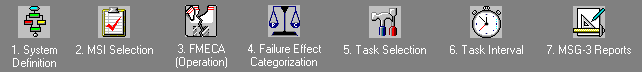 1. System
Definition
2. MSI Selection
3. FMECA
(Operation)
4. Failure Effect
Categorization
5. Task Selection
6. Task Interval
7. MSG-3 Reports